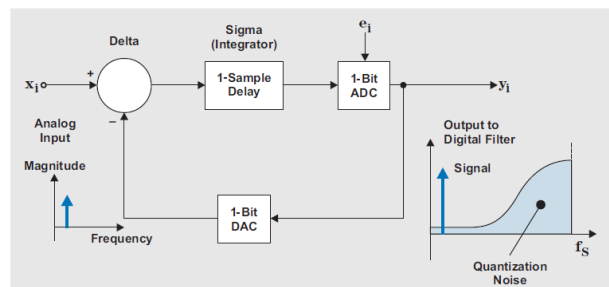 Delta
Sigma
(Integrator)
e_i
x_i
+
−
1-Sample
Delay
1-Bit
ADC
y_i
Analog
Input
1-Bit
DAC
Magnitude
Frequency
Output to
Digital Filter
Signal
f_S
Quantization
Noise